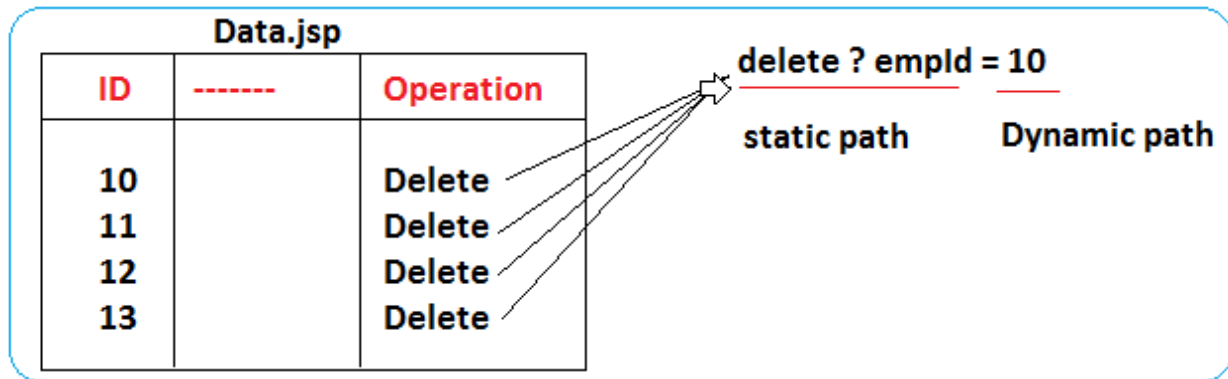 Data.jsp
ID ------- Operation
10 Delete
11 Delete
12 Delete
13 Delete
delete ? empId = 10
static path Dynamic path